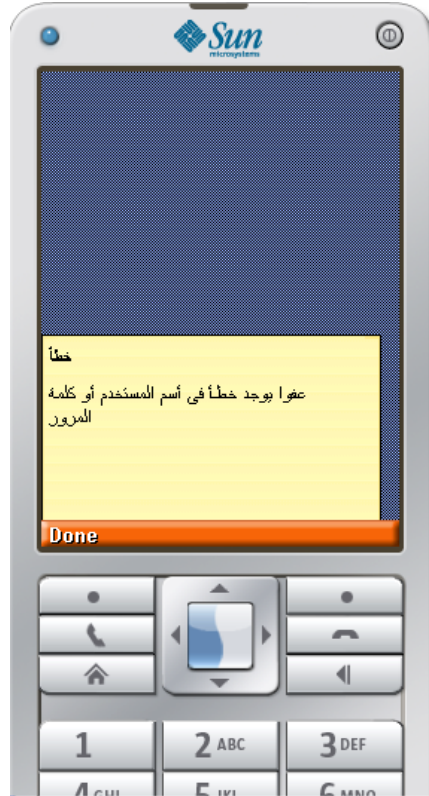 Sun
microsystems
خطأ
عفوا يوجد خطأ فى أسم المستخدم أو كلمة
المرور
Done
1
2 ABC
3 DEF